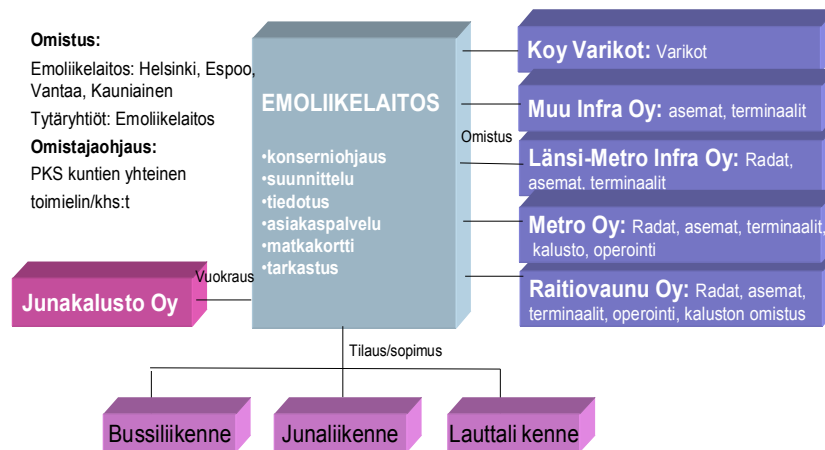 Omistus:
Emoliikelaitos: Helsinki, Espoo,
Vantaa, Kauniainen
Tytäryhtiöt: Emoliikelaitos
Omistajaohjaus:
PKS kuntien yhteinen
toimielin/khs:t
EMOLIIKELAITOS
•konserniohjaus
•suunnittelu
•tiedotus
•asiakaspalvelu
•matkakortti
•tarkastus
Omistus
Koy Varikot: Varikot
Muu Infra Oy: asemat, terminaalit
Länsi-Metro Infra Oy: Radat,
asemat, terminaalit
Metro Oy: Radat, asemat, terminaalit,
kalusto, operointi
Raitiovaunu Oy: Radat, asemat,
terminaalit, operointi, kaluston omistus
Vuokraus
Junakalusto Oy
Tilaus/sopimus
Bussiliikenne
Junaliikenne
Lauttali kenne